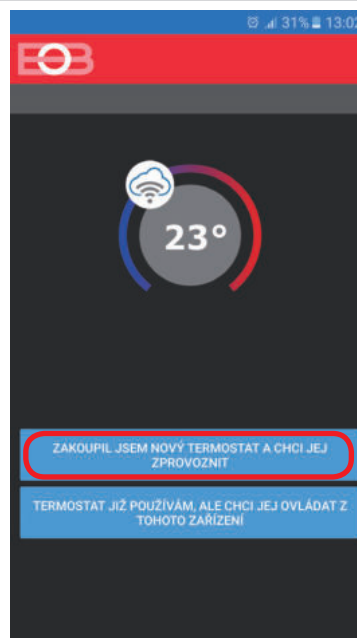 31% 13:02
EOB
23°
ZAKOUPIL JSEM NOVÝ TERMOSTAT A CHCI JEJ
ZPROVOZNIT
TERMOSTAT JIŽ POUŽÍVÁM, ALE CHCI JEJ OVLÁDAT Z
TOHOTO ZAŘÍZENÍ